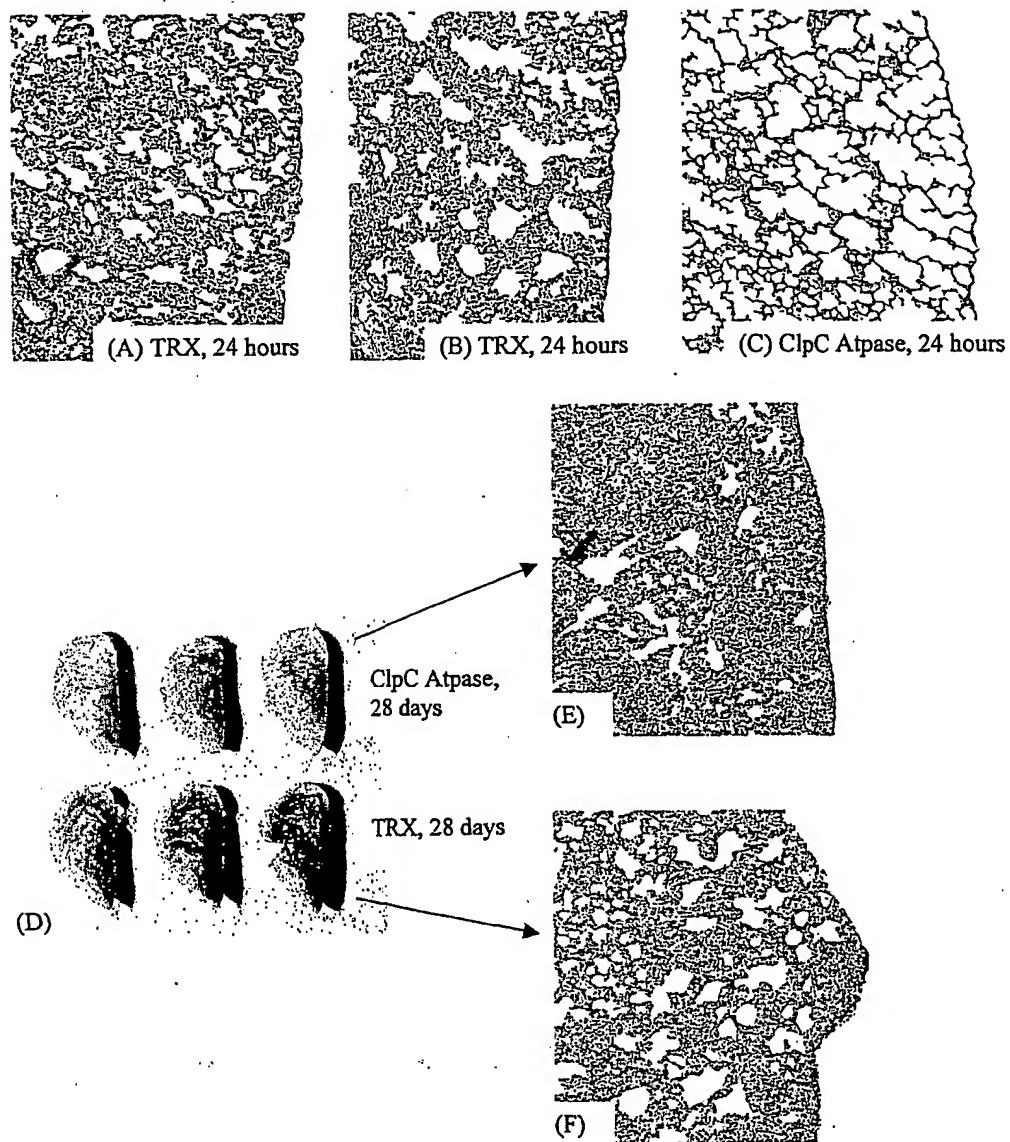 (A) TRX, 24 hours
(B) TRX, 24 hours
(C) ClpC Atpase, 24 hours
ClpC Atpase,
28 days
(E)
TRX, 28 days
(D)
(F)